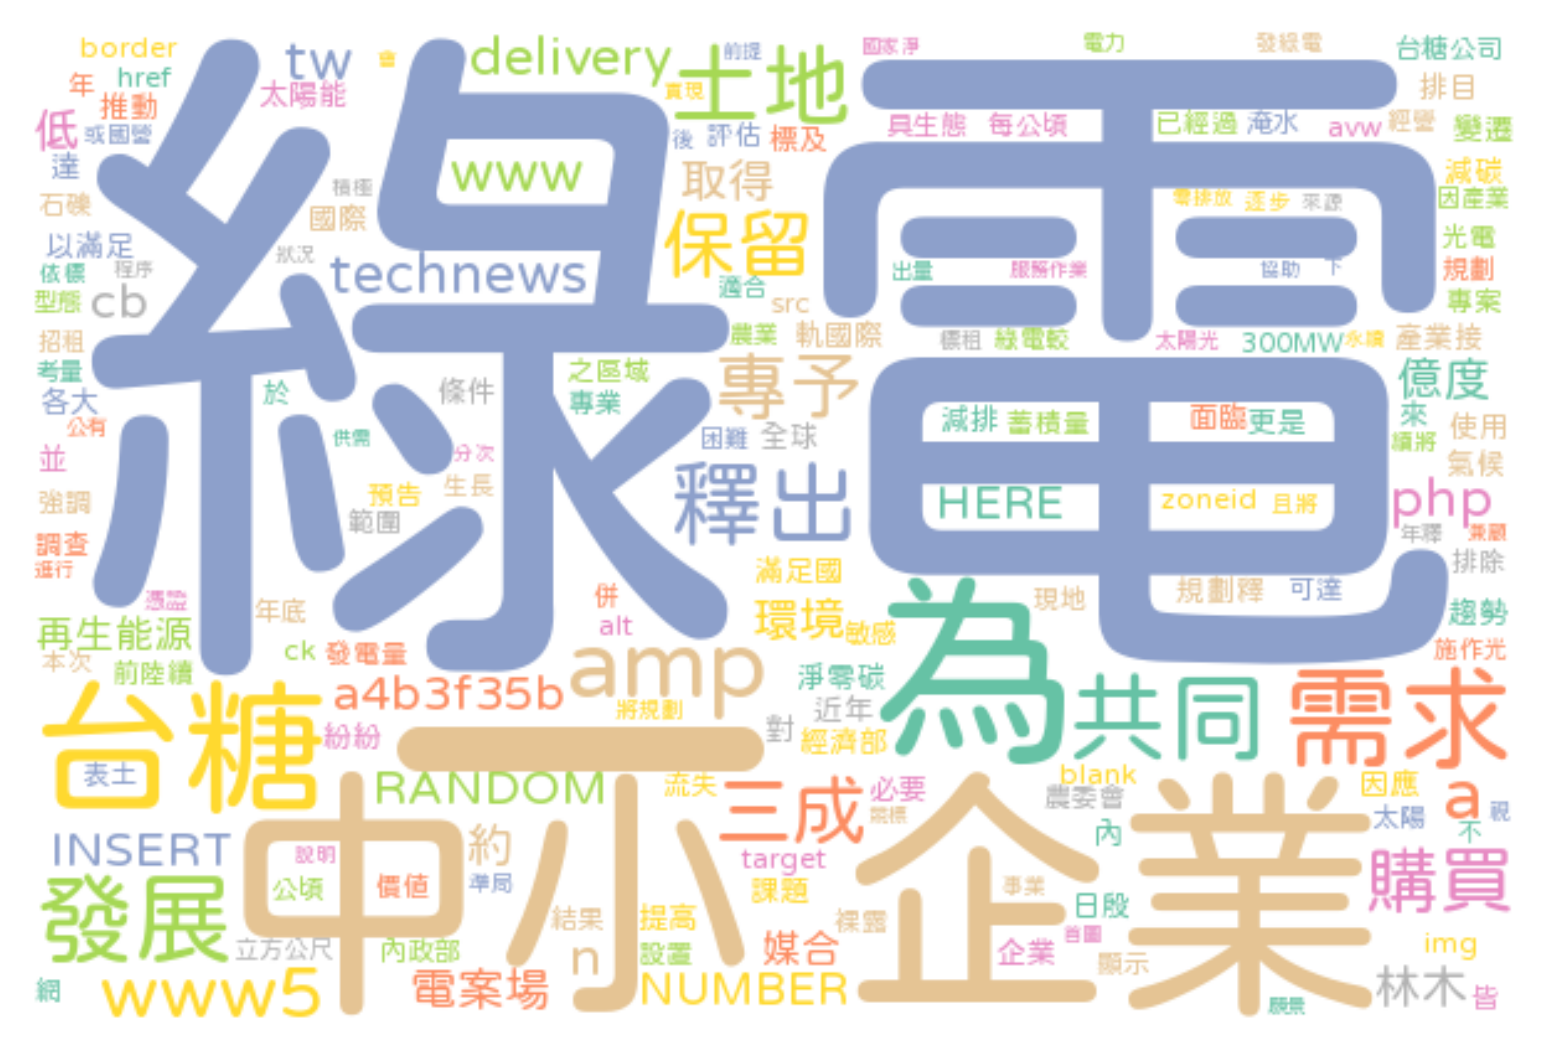 border
tw
會
delivery
前提
土地
國家淨
電力
發綠電
台糖公司
年
href
太陽能
實現
排目
推動
低
或國營
後
評估
標及
具生態
每公頃
已經過
淹水
avw
經營
變遷
達
www
取得
減碳
石礫
積極
國際
零排放
逐步
來源
因產業
以滿足
狀況
保留
光電
依標
程序
technews
適合
出量
服務作業
協助
下
規劃
型態
cb
src
專案
招租
農業
軌國際
標租
綠電較
太陽光
300MW
永續
產業接
綠電
考量
於
條件
之區域
專予
億度
各大
專業
公有
供需
困難
全球
減排
蓄積量
面臨
更是
來
使用
並
分次
續將
氣候
強調
預告
生長
範圍
釋出
HERE
zoneid
且將
php
調查
年釋
兼顧
進行
滿足國
排除
憑證
年底
併
環境
敏感
現地
規劃釋
可達
趨勢
再生能源
alt
本次
前陸續
ck
發電量
amp
淨零碳
為
施作光
台糖
a4b3f35b
將規劃
近年
共同
需求
紛紛
對
經濟部
表土
RANDOM
流失
三成
必要
blank
農委會
因應
a
INSERT
約
競標
太陽
視
說明
target
內
不
中小企業
發展
公頃
價值
準局
課題
事業
日段
購買
立方公尺
內政部
結果
提高
裸露
首圖
設置
媒合
企業
顯示
img
網
www5
電案場
n
NUMBER
願景
林木
皆